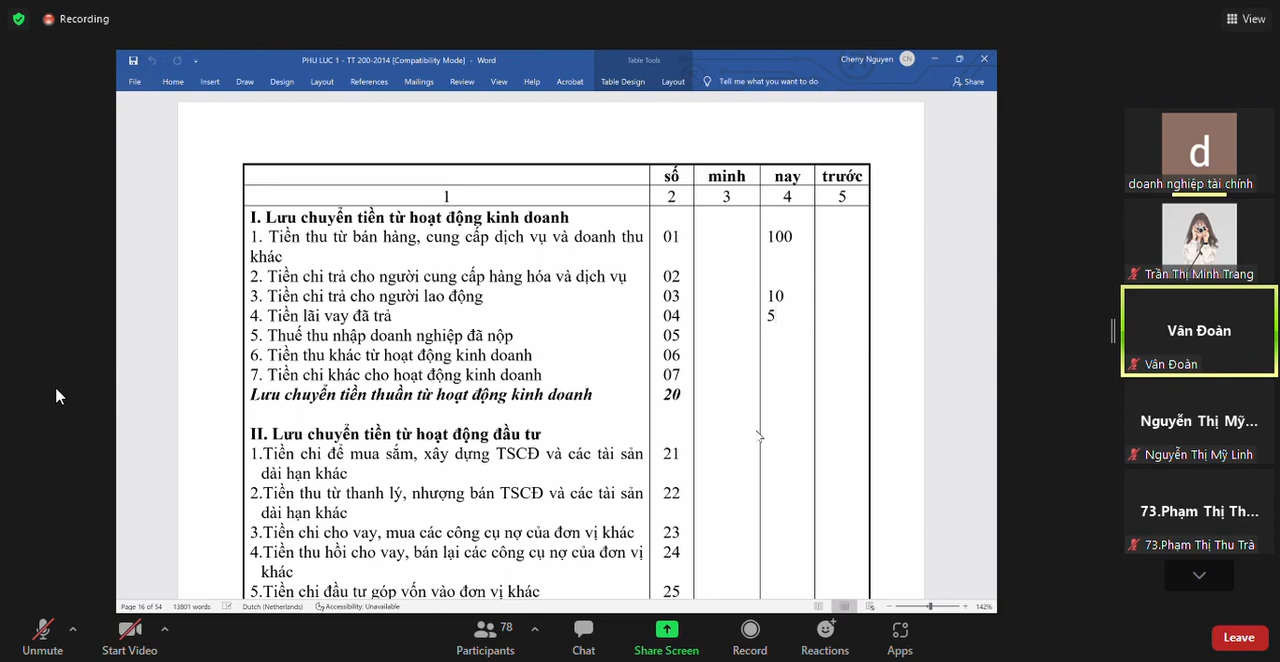 Recording
View
PHU LUC 1 - TT 200-2014 [Compatibility Mode] - Word
Table Tools
Cherry Nguyen
CN
File Home Insert Draw Design Layout References Mailings Review View Help Acrobat Table Design Layout Tell me what you want to do Share
số minh nay trước
1 2 3 4 5
I. Lưu chuyển tiền từ hoạt động kinh doanh
1. Tiền thu từ bán hàng, cung cấp dịch vụ và doanh thu 01 100
khác
2. Tiền chi trả cho người cung cấp hàng hóa và dịch vụ 02
3. Tiền chi trả cho người lao động 03 10
4. Tiền lãi vay đã trả 04 5
5. Thuế thu nhập doanh nghiệp đã nộp 05
6. Tiền thu khác từ hoạt động kinh doanh 06
7. Tiền chi khác cho hoạt động kinh doanh 07
Lưu chuyển tiền thuần từ hoạt động kinh doanh 20
II. Lưu chuyển tiền từ hoạt động đầu tư
1.Tiền chi để mua sắm, xây dựng TSCĐ và các tài sản 21
dài hạn khác
2.Tiền thu từ thanh lý, nhượng bán TSCĐ và các tài sản 22
dài hạn khác
3.Tiền chi cho vay, mua các công cụ nợ của đơn vị khác 23
4.Tiền thu hồi cho vay, bán lại các công cụ nợ của đơn vị 24
khác
5.Tiền chi đầu tư góp vốn vào đơn vị khác 25
Page 16 of 54 13801 words Dutch (Netherlands) Accessibility: Unavailable 142%
d
doanh nghiệp tài chính
Trần Thị Minh Trang
Vân Đoàn
Vân Đoàn
Nguyễn Thị Mỹ...
Nguyễn Thị Mỹ Linh
73.Phạm Thị Th...
73.Phạm Thị Thu Trà
Unmute Start Video Participants 78 Chat Share Screen Record Reactions Apps Leave